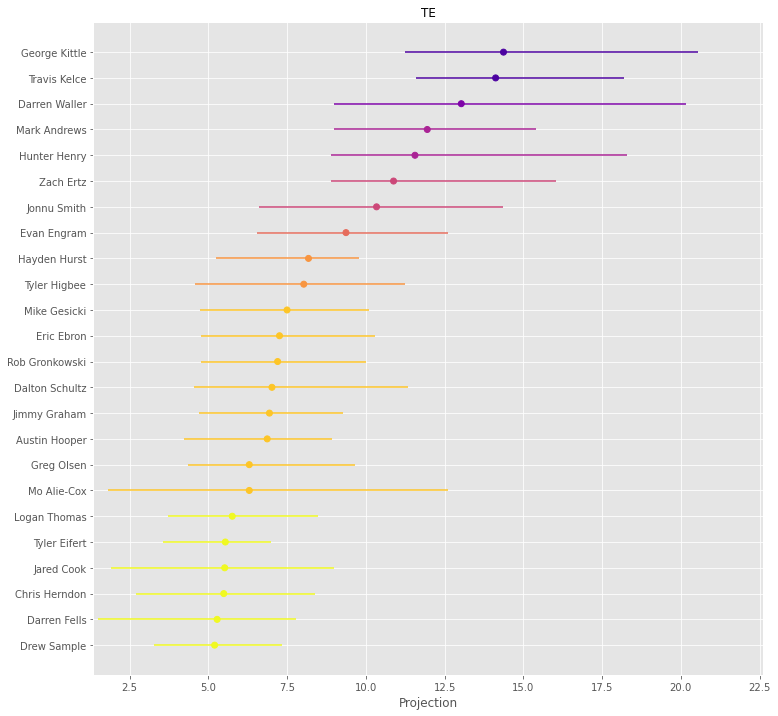 TE
George Kittle
Travis Kelce
Darren Waller
Mark Andrews
Hunter Henry
Zach Ertz
Jonnu Smith
Evan Engram
Hayden Hurst
Tyler Higbee
Mike Gesicki
Eric Ebron
Rob Gronkowski
Dalton Schultz
Jimmy Graham
Austin Hooper
Greg Olsen
Mo Alie-Cox
Logan Thomas
Tyler Eifert
Jared Cook
Chris Herndon
Darren Fells
Drew Sample
2.5 5.0 7.5 10.0 12.5 15.0 17.5 20.0 22.5
Projection